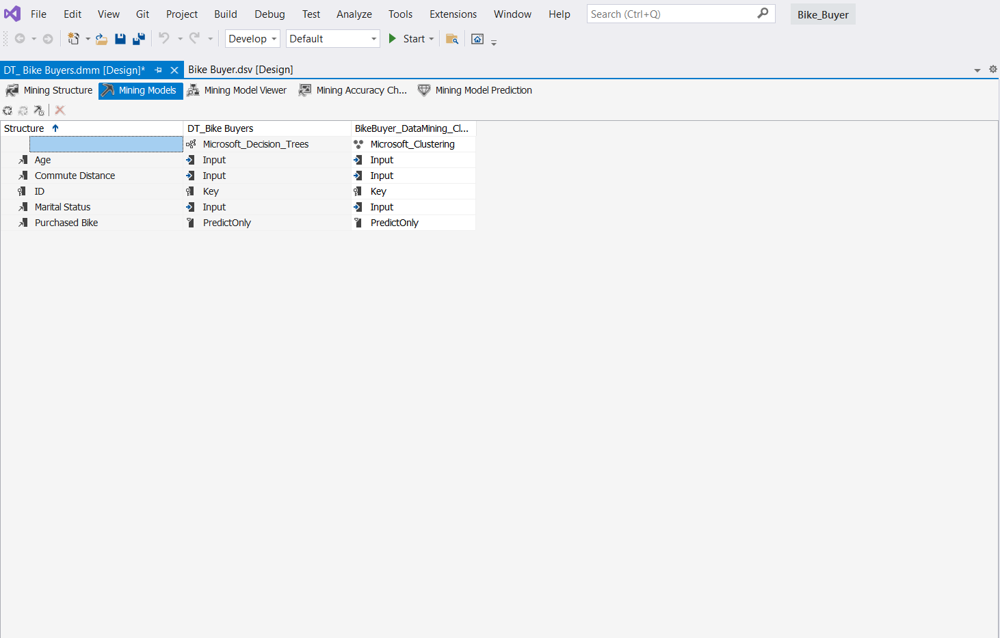 File Edit View Git Project Build Debug Test Analyze Tools Extensions Window Help Search (Ctrl+Q) Bike_Buyer
Develop Default Start
DT_ Bike Buyers.dmm [Design]* Bike Buyer.dsv [Design]
Mining Structure Mining Models Mining Model Viewer Mining Accuracy Ch... Mining Model Prediction
Structure DT_Bike Buyers BikeBuyer_DataMining_Cl...
Microsoft_Decision_Trees Microsoft_Clustering
Age Input Input
Commute Distance Input Input
ID Key Key
Marital Status Input Input
Purchased Bike PredictOnly PredictOnly